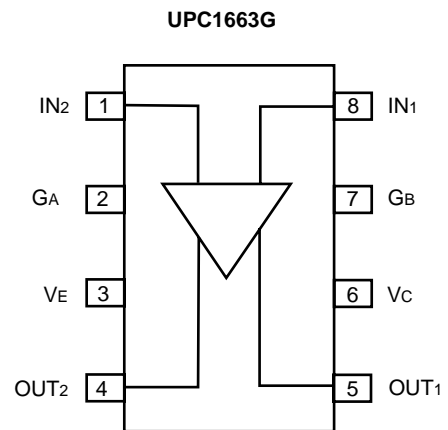 UPC1663G
IN2 1 8 IN1
GA 2 7 GB
VE 3 6 VC
OUT2 4 5 OUT1